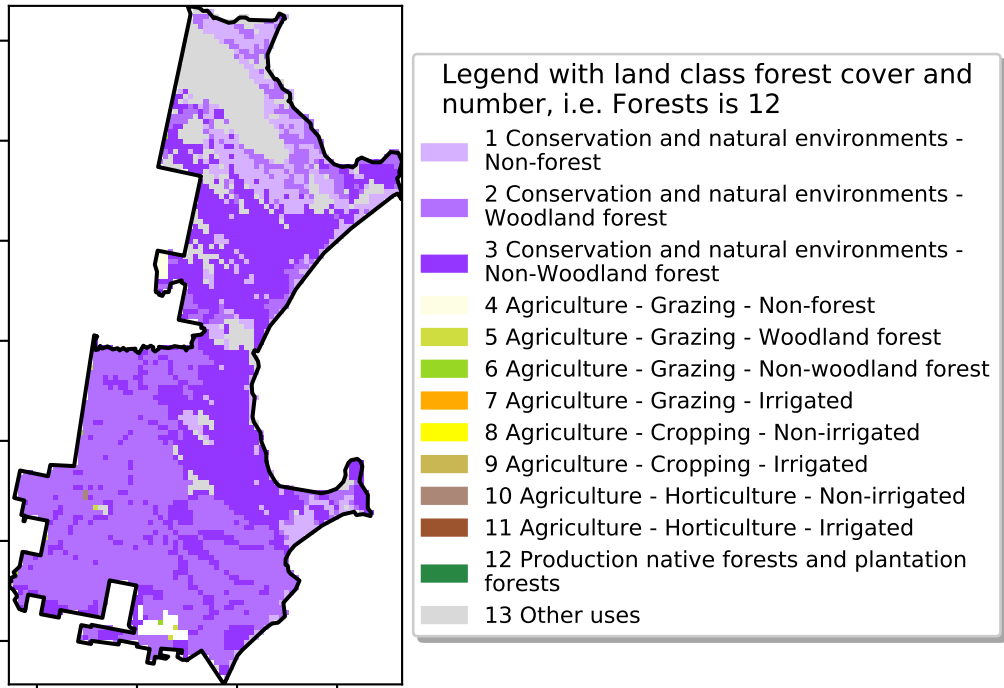 Legend with land class forest cover and
number, i.e. Forests is 12
1 Conservation and natural environments -
Non-forest
2 Conservation and natural environments -
Woodland forest
3 Conservation and natural environments -
Non-Woodland forest
4 Agriculture - Grazing - Non-forest
5 Agriculture - Grazing - Woodland forest
6 Agriculture - Grazing - Non-woodland forest
7 Agriculture - Grazing - Irrigated
8 Agriculture - Cropping - Non-irrigated
9 Agriculture - Cropping - Irrigated
10 Agriculture - Horticulture - Non-irrigated
11 Agriculture - Horticulture - Irrigated
12 Production native forests and plantation
forests
13 Other uses